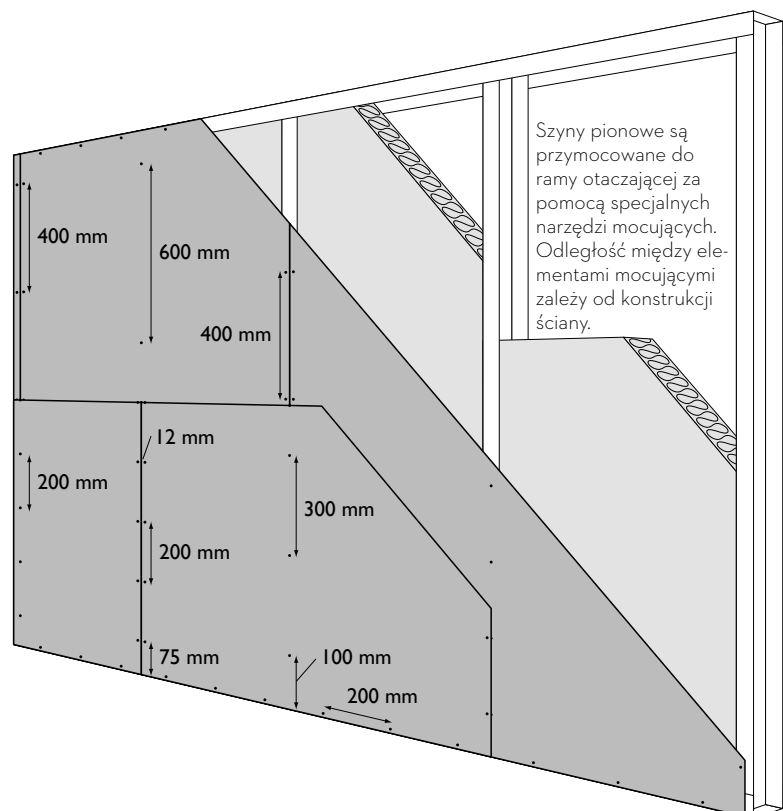 Szyny pionowe są
przymocowane do
ramy otaczającej za
pomocą specjalnych
narzędzi mocujących.
Odległość między ele-
mentami mocującymi
zależy od konstrukcji
ściany.
400 mm
600 mm
400 mm
12 mm
200 mm
300 mm
200 mm
75 mm
100 mm
200 mm